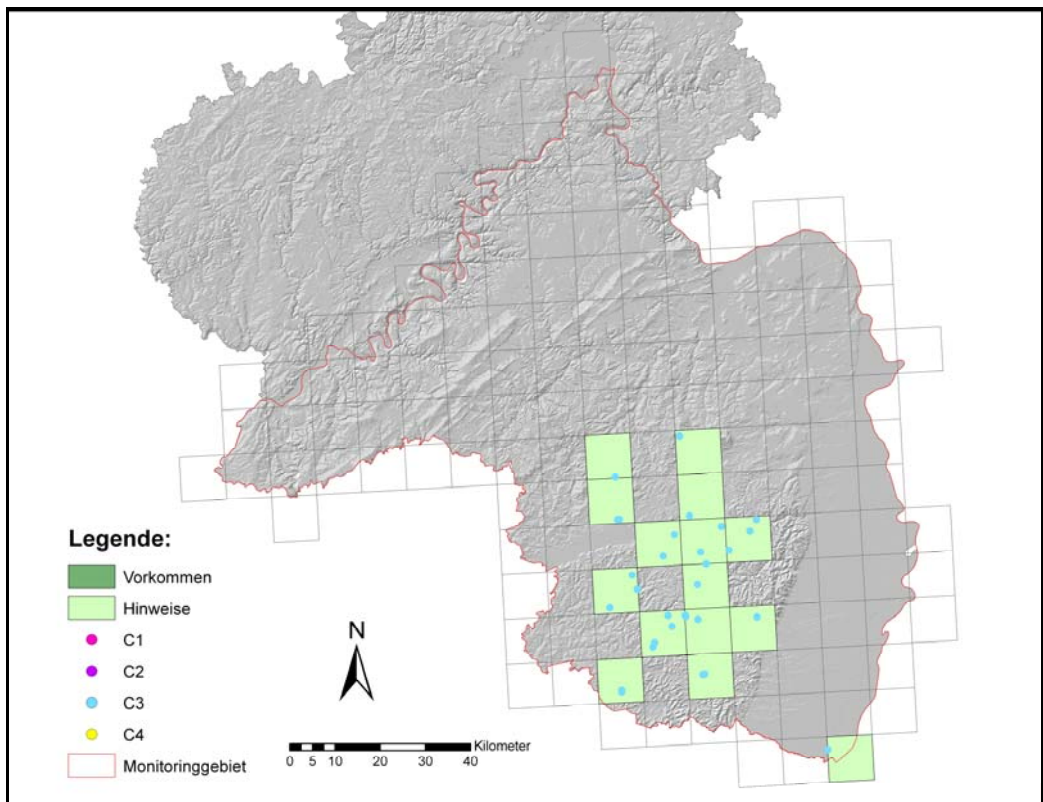 Legende:
Vorkommen
Hinweise
C1
C2
C3
C4
Monitoringgebiet
N
Kilometer
0 5 10 20 30 40